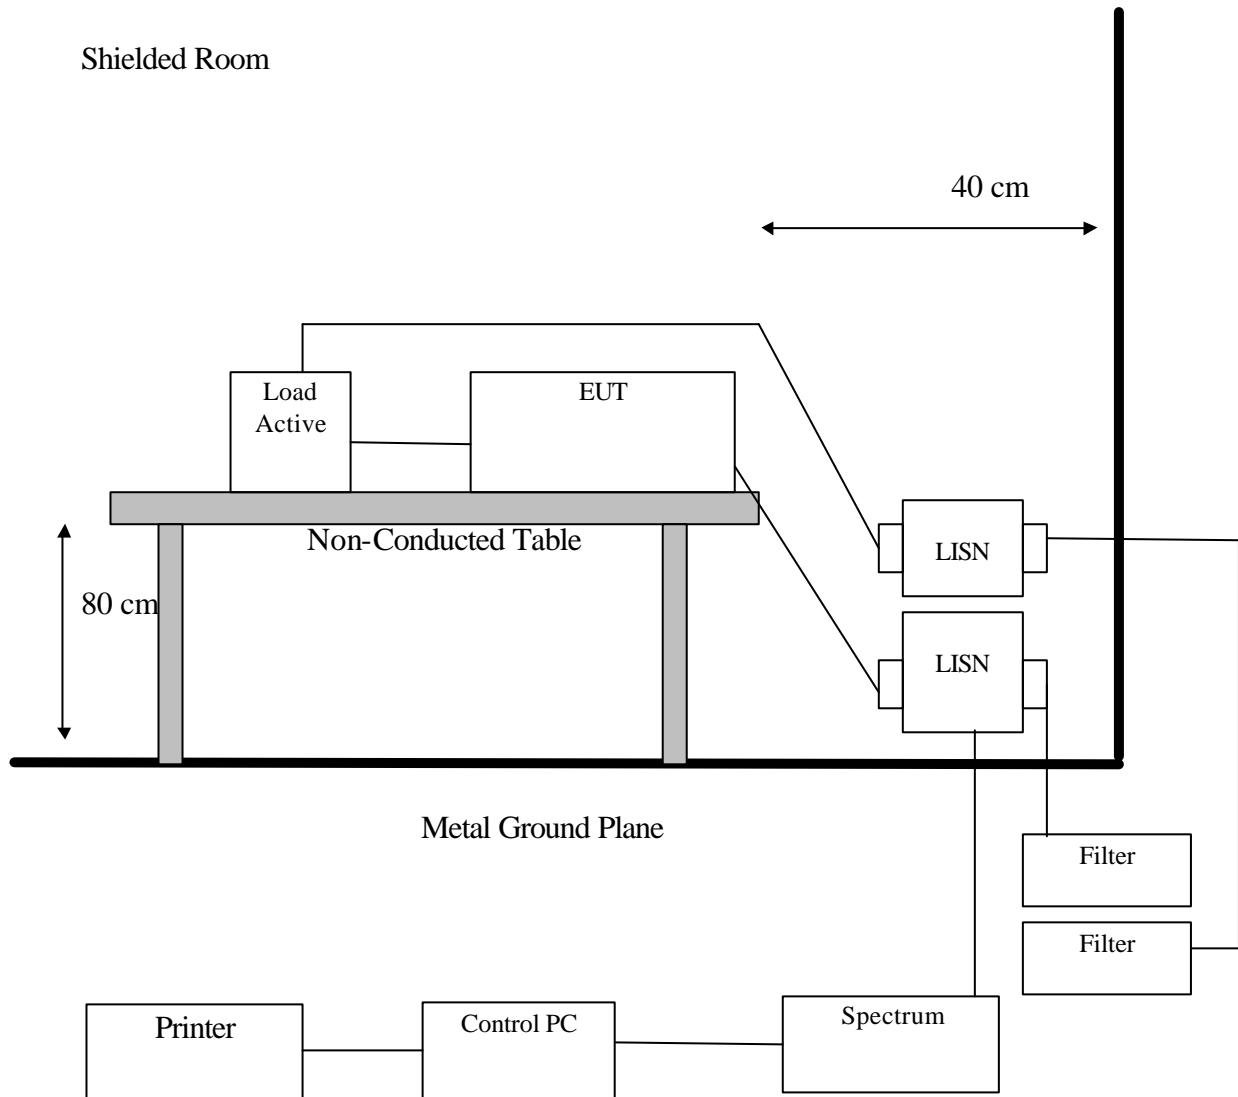 Shielded Room
40 cm
Load
Active
EUT
Non-Conducted Table
LISN
80 cm
LISN
Metal Ground Plane
Filter
Filter
Printer
Control PC
Spectrum